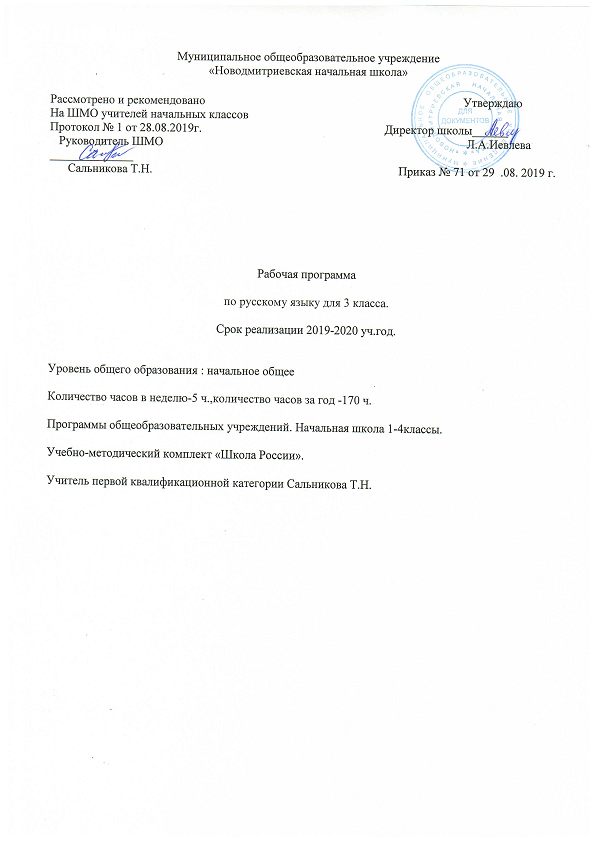 Муниципальное общеобразовательное учреждение
«Новодмитриевская начальная школа»
Рассмотрено и рекомендовано
На ШМО учителей начальных классов
Протокол № 1 от 28.08.2019г.
Руководитель ШМО
Сальникова Т.Н.
Утверждаю
Директор школы
Л.А.Иевлева
Приказ № 71 от 29 .08. 2019 г.
ДЛЯ
ДОКУМЕНТОВ
Рабочая программа
по русскому языку для 3 класса.
Срок реализации 2019-2020 уч.год.
Уровень общего образования : начальное общее
Количество часов в неделю-5 ч.,количество часов за год -170 ч.
Программы общеобразовательных учреждений. Начальная школа 1-4классы.
Учебно-методический комплект «Школа России».
Учитель первой квалификационной категории Сальникова Т.Н.